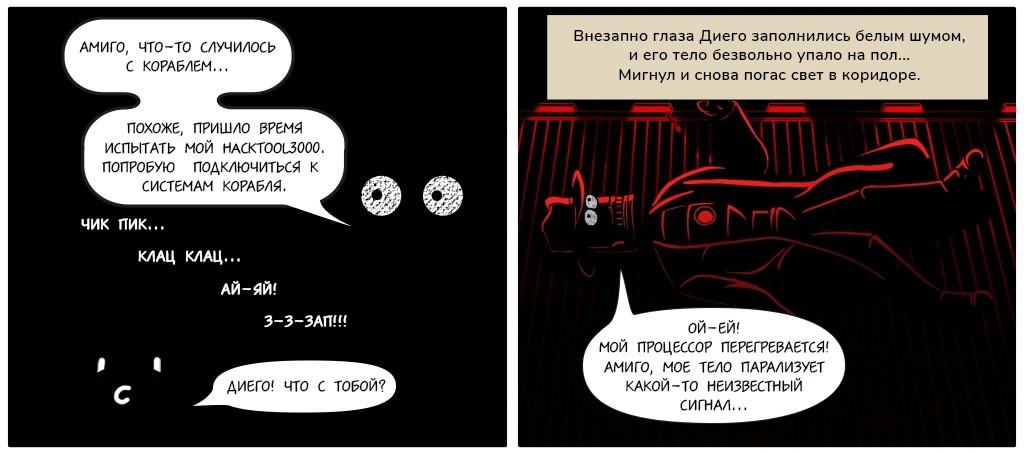 АМИГО, ЧТО-ТО СЛУЧИЛОСЬ
С КОРАБЛЕМ...
ПОХОЖЕ, ПРИШЛО ВРЕМЯ
ИСПЫТАТЬ МОЙ HACKTOOL3000.
ПОПРОБУЮ ПОДКЛЮЧИТЬСЯ К
СИСТЕМАМ КОРАБЛЯ.
ЧИК ПИК...
КЛАЦ КЛАЦ...
АЙ-ЯЙ!
З-З-ЗАП!!!
ДИЕГО! ЧТО С ТОБОЙ?
Внезапно глаза Диего заполнились белым шумом,
и его тело безвольно упало на пол...
Мигнул и снова погас свет в коридоре.
ОЙ-ЕЙ!
МОЙ ПРОЦЕССОР ПЕРЕГРЕВАЕТСЯ!
АМИГО, МОЕ ТЕЛО ПАРАЛИЗУЕТ
КАКОЙ-ТО НЕИЗВЕСТНЫЙ
СИГНАЛ...